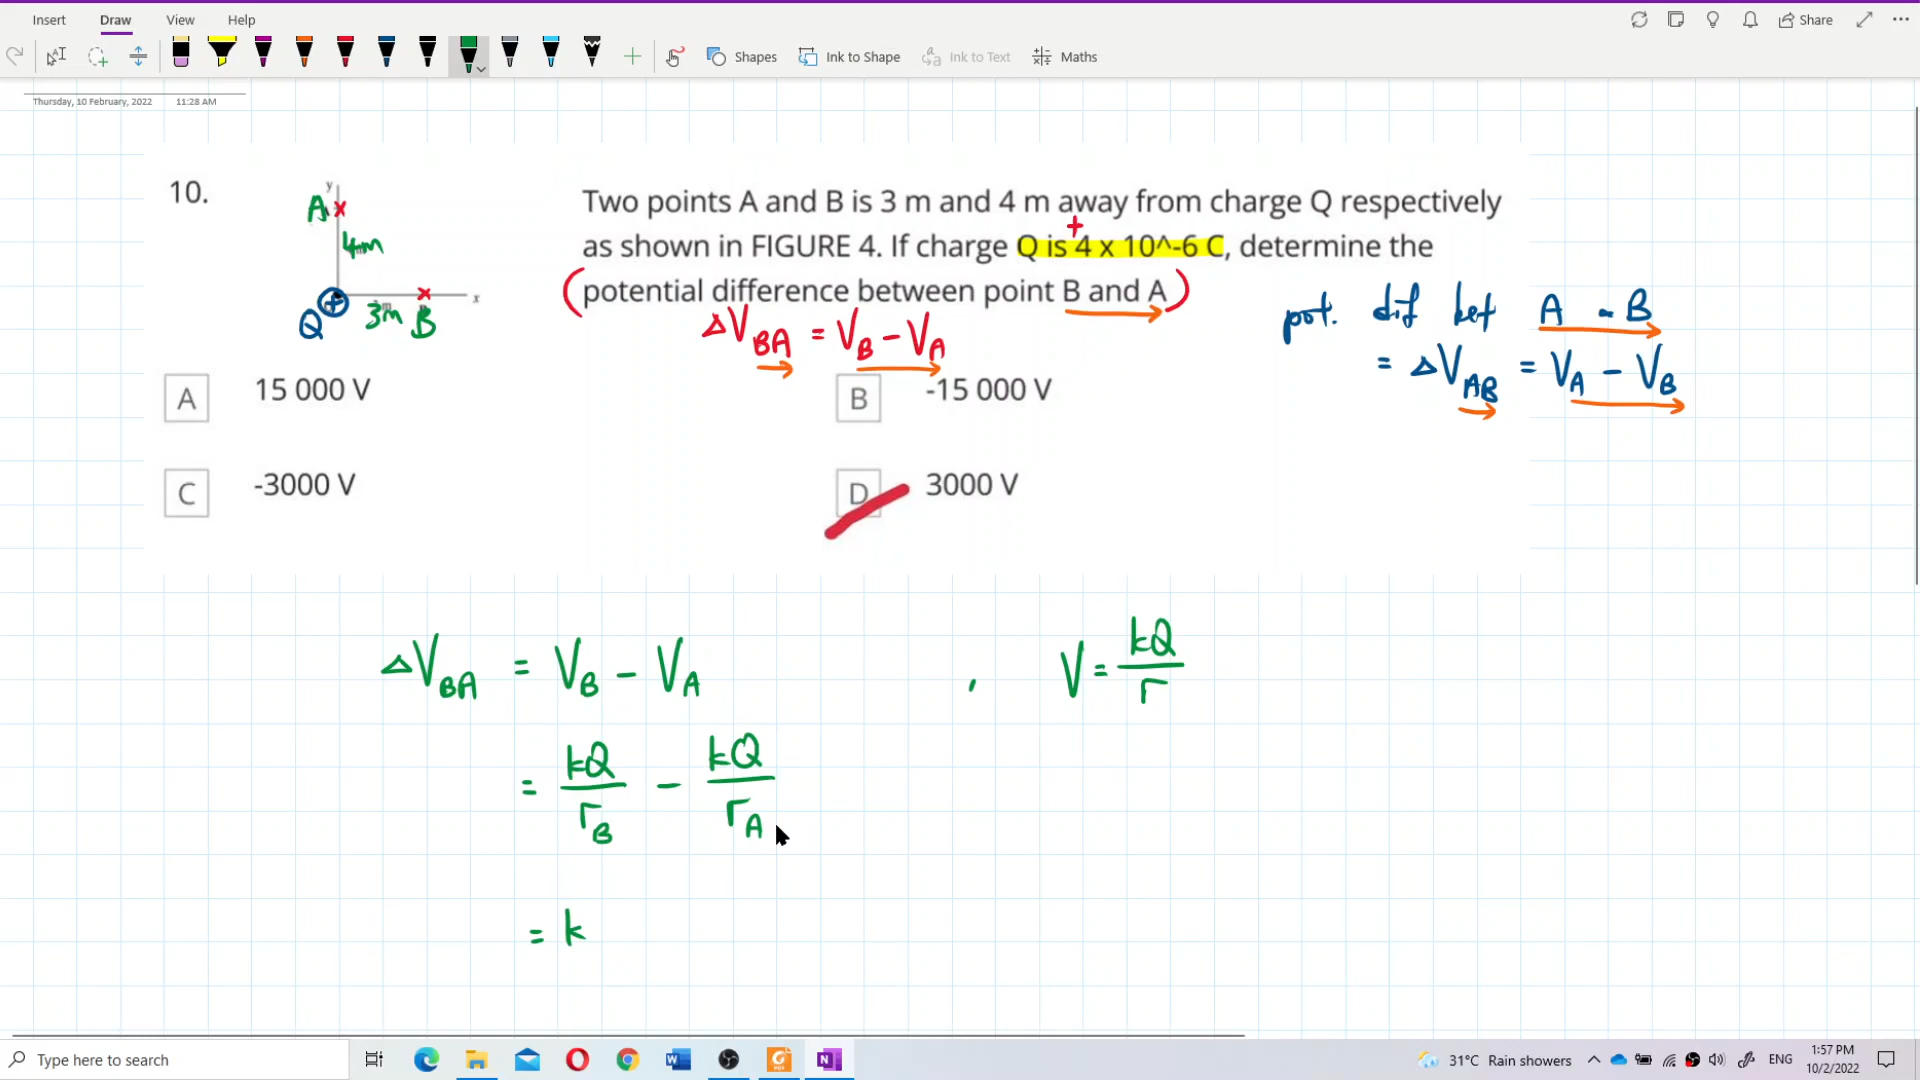 Insert Draw View Help
Share
Shapes Ink to Shape Ink to Text Maths
Thursday, 10 February, 2022 11:28 AM
10.
y
A
4m
Q
3m B
x
Two points A and B is 3 m and 4 m away from charge Q respectively
+
as shown in FIGURE 4. If charge Q is 4 x 10^-6 C, determine the
(potential difference between point B and A)
ΔV_BA = V_B - V_A
pot. dif bet A - B
= ΔV_AB = V_A - V_B
A 15 000 V
B -15 000 V
C -3000 V
D 3000 V
ΔV_BA = V_B - V_A , V = kQ/r
= kQ/r_B - kQ/r_A
= k
Type here to search
31°C Rain showers
ENG
1:57 PM
10/2/2022